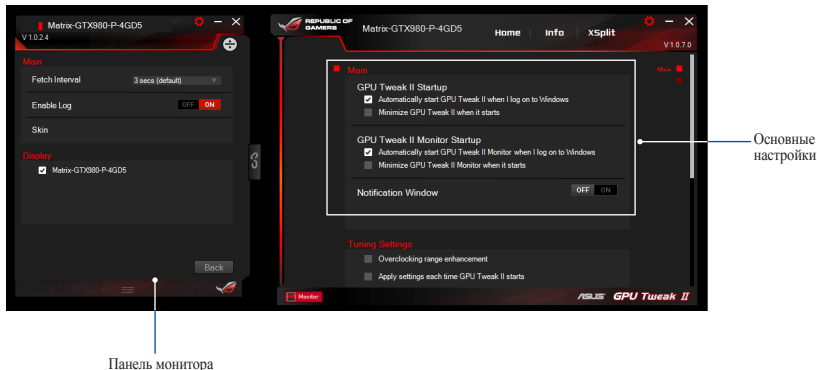 Matrix-GTX980-P-4GD5
V 1.0.2.4
Main
Fetch Interval 3 secs (default)
Enable Log OFF ON
Skin
Display
Matrix-GTX980-P-4GD5
Back
REPUBLIC OF
GAMERS
Matrix-GTX980-P-4GD5 Home Info XSplit
V 1.0.7.0
Main
Main
GPU Tweak II Startup
Automatically start GPU Tweak II when I log on to Windows
Minimize GPU Tweak II when it starts
GPU Tweak II Monitor Startup
Automatically start GPU Tweak II Monitor when I log on to Windows
Minimize GPU Tweak II Monitor when it starts
Notification Window OFF ON
Tuning Settings
Overclocking range enhancement
Apply settings each time GPU Tweak II starts
Monitor
ASUS GPU Tweak II
Основные
настройки
Панель монитора